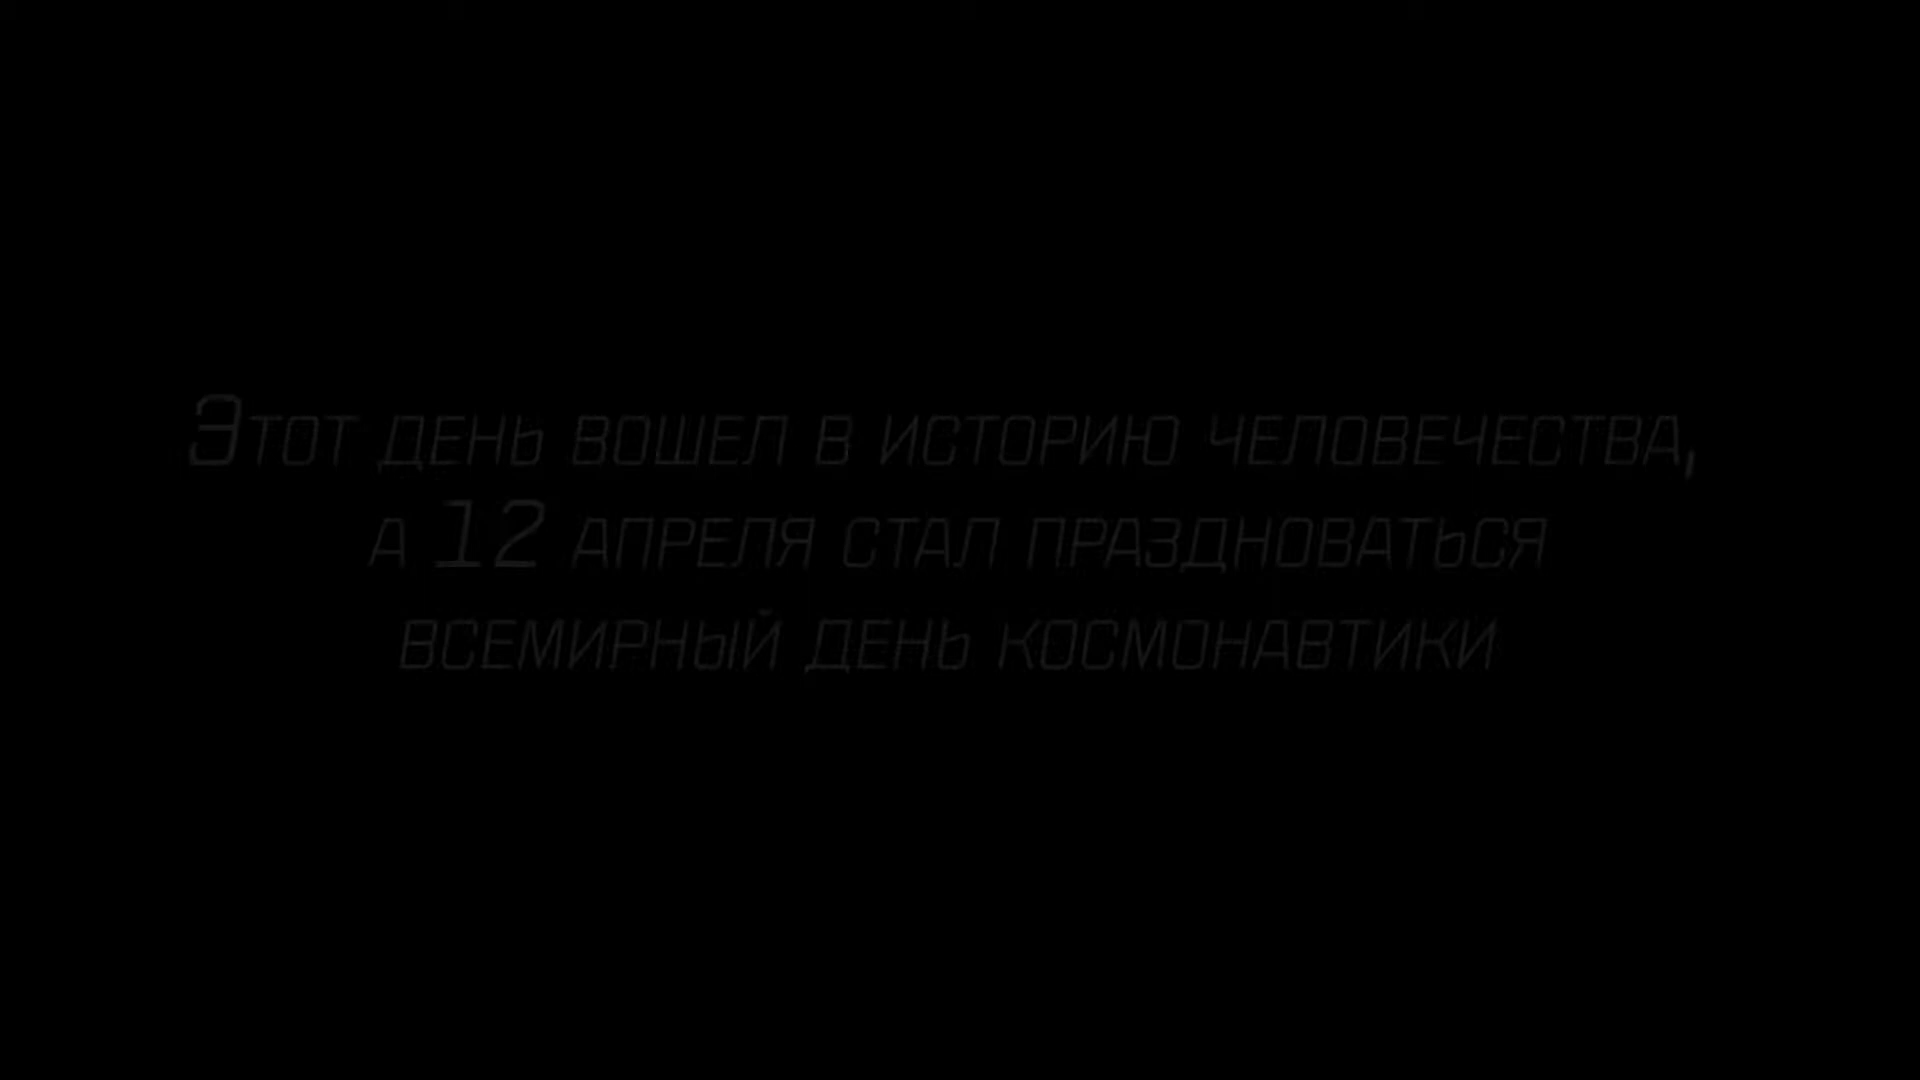 Этот день вошел в историю человечества,
а 12 апреля стал праздноваться
всемирный день космонавтики